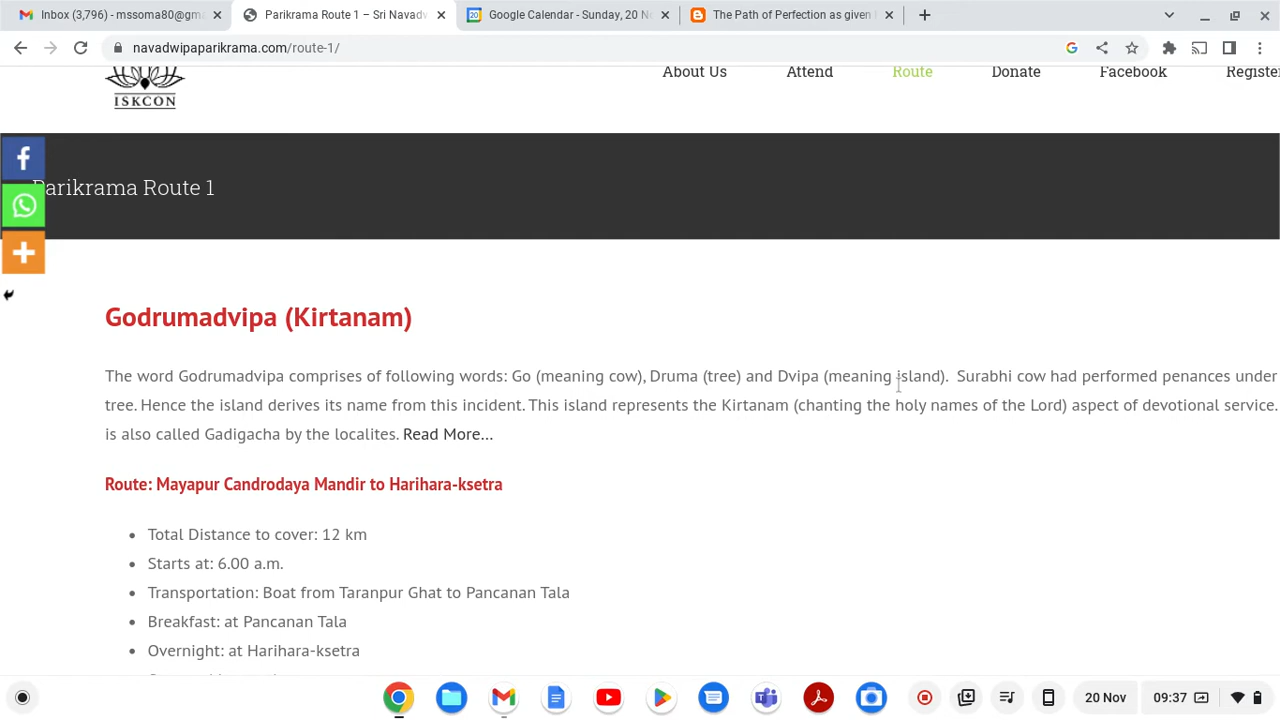 Inbox (3,796) - mssoma80@gm
Parikrama Route 1 – Sri Navadv
Google Calendar - Sunday, 20 N
The Path of Perfection as given
navadwipaparikrama.com/route-1/
ISKCON
About Us Attend Route Donate Facebook Registe
Parikrama Route 1
Godrumadvipa (Kirtanam)
The word Godrumadvipa comprises of following words: Go (meaning cow), Druma (tree) and Dvipa (meaning island). Surabhi cow had performed penances under
tree. Hence the island derives its name from this incident. This island represents the Kirtanam (chanting the holy names of the Lord) aspect of devotional service.
is also called Gadigacha by the localites. Read More...
Route: Mayapur Candrodaya Mandir to Harihara-ksetra
• Total Distance to cover: 12 km
• Starts at: 6.00 a.m.
• Transportation: Boat from Taranpur Ghat to Pancanan Tala
• Breakfast: at Pancanan Tala
• Overnight: at Harihara-ksetra
20 Nov 09:37